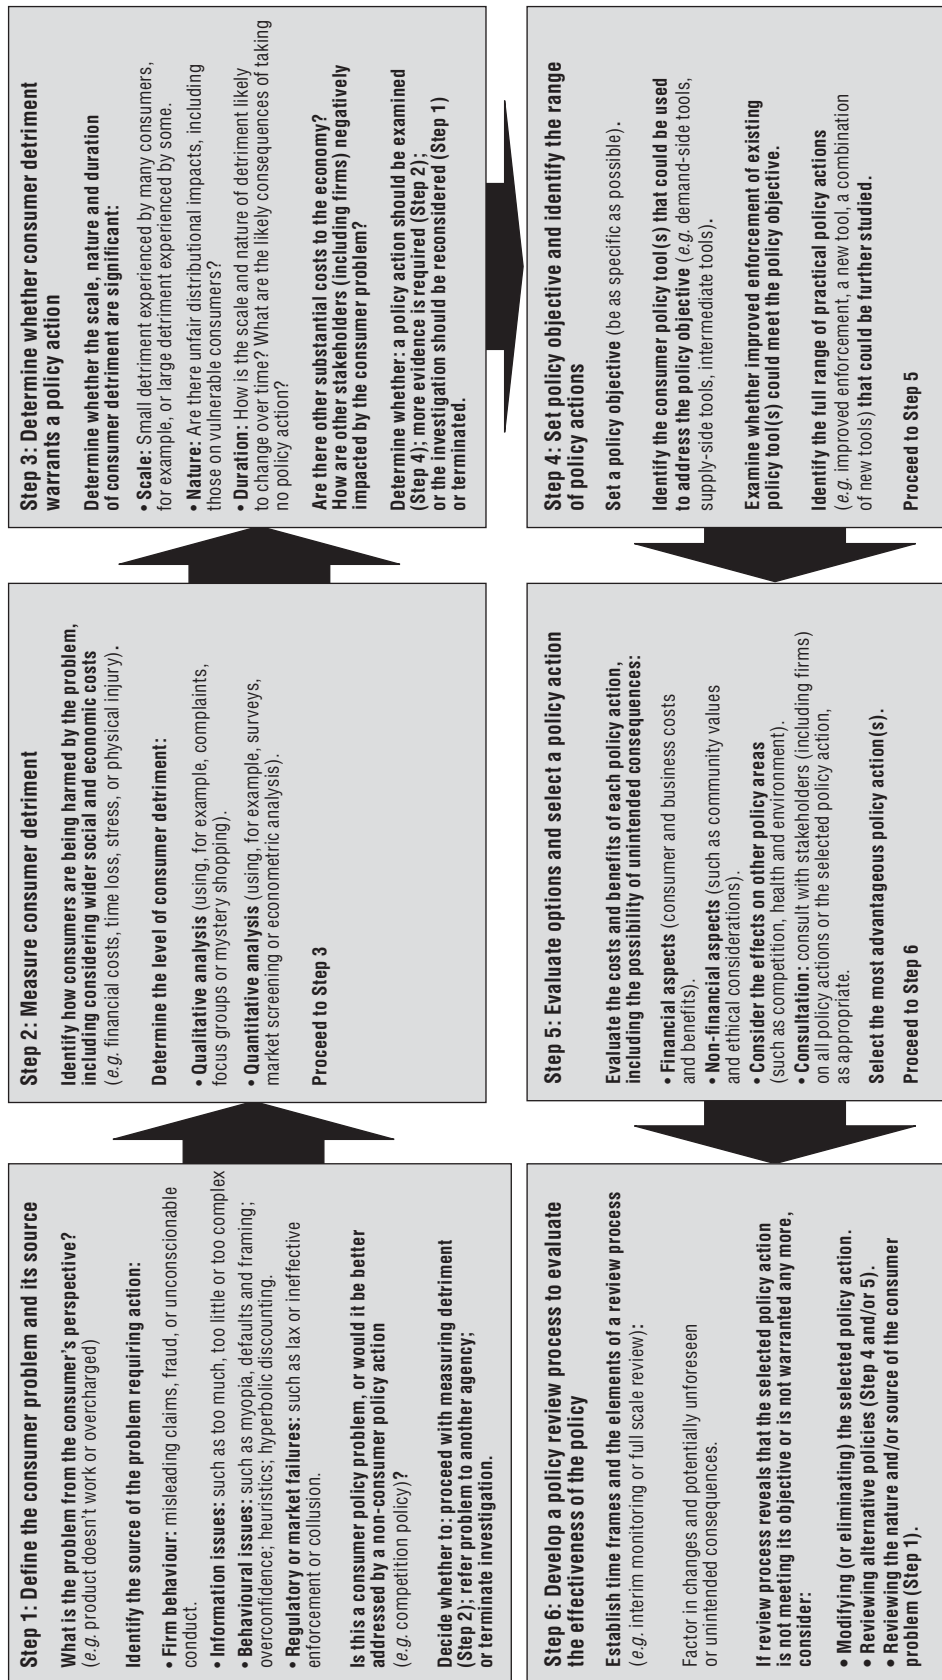 Step 1: Define the consumer problem and its source
What is the problem from the consumer's perspective?
(e.g. product doesn't work or overcharged)
Identify the source of the problem requiring action:
• Firm behaviour: misleading claims, fraud, or unconscionable
conduct.
• Information issues: such as too much, too little or too complex
• Behavioural issues: such as myopia, defaults and framing;
overconfidence; heuristics; hyperbolic discounting.
• Regulatory or market failures: such as lax or ineffective
enforcement or collusion.
Is this a consumer policy problem, or would it be better
addressed by a non-consumer policy action
(e.g. competition policy)?
Decide whether to: proceed with measuring detriment
(Step 2); refer problem to another agency;
or terminate investigation.
Step 2: Measure consumer detriment
Identify how consumers are being harmed by the problem,
including considering wider social and economic costs
(e.g. financial costs, time loss, stress, or physical injury).
Determine the level of consumer detriment:
• Qualitative analysis (using, for example, complaints,
focus groups or mystery shopping).
• Quantitative analysis (using, for example, surveys,
market screening or econometric analysis).
Proceed to Step 3
Step 3: Determine whether consumer detriment
warrants a policy action
Determine whether the scale, nature and duration
of consumer detriment are significant:
• Scale: Small detriment experienced by many consumers,
for example, or large detriment experienced by some.
• Nature: Are there unfair distributional impacts, including
those on vulnerable consumers?
• Duration: How is the scale and nature of detriment likely
to change over time? What are the likely consequences of taking
no policy action?
Are there other substantial costs to the economy?
How are other stakeholders (including firms) negatively
impacted by the consumer problem?
Determine whether: a policy action should be examined
(Step 4); more evidence is required (Step 2);
or the investigation should be reconsidered (Step 1)
or terminated.
Step 4: Set policy objective and identify the range
of policy actions
Set a policy objective (be as specific as possible).
Identify the consumer policy tool(s) that could be used
to address the policy objective (e.g. demand-side tools,
supply-side tools, intermediate tools).
Examine whether improved enforcement of existing
policy tool(s) could meet the policy objective.
Identify the full range of practical policy actions
(e.g. improved enforcement, a new tool, a combination
of new tools) that could be further studied.
Proceed to Step 5
Step 5: Evaluate options and select a policy action
Evaluate the costs and benefits of each policy action,
including the possibility of unintended consequences:
• Financial aspects (consumer and business costs
and benefits).
• Non-financial aspects (such as community values
and ethical considerations).
• Consider the effects on other policy areas
(such as competition, health and environment).
• Consultation: consult with stakeholders (including firms)
on all policy actions or the selected policy action,
as appropriate.
Select the most advantageous policy action(s).
Proceed to Step 6
Step 6: Develop a policy review process to evaluate
the effectiveness of the policy
Establish time frames and the elements of a review process
(e.g. interim monitoring or full scale review):
Factor in changes and potentially unforeseen
or unintended consequences.
If review process reveals that the selected policy action
is not meeting its objective or is not warranted any more,
consider:
• Modifying (or eliminating) the selected policy action.
• Reviewing alternative policies (Step 4 and/or 5).
• Reviewing the nature and/or source of the consumer
problem (Step 1).